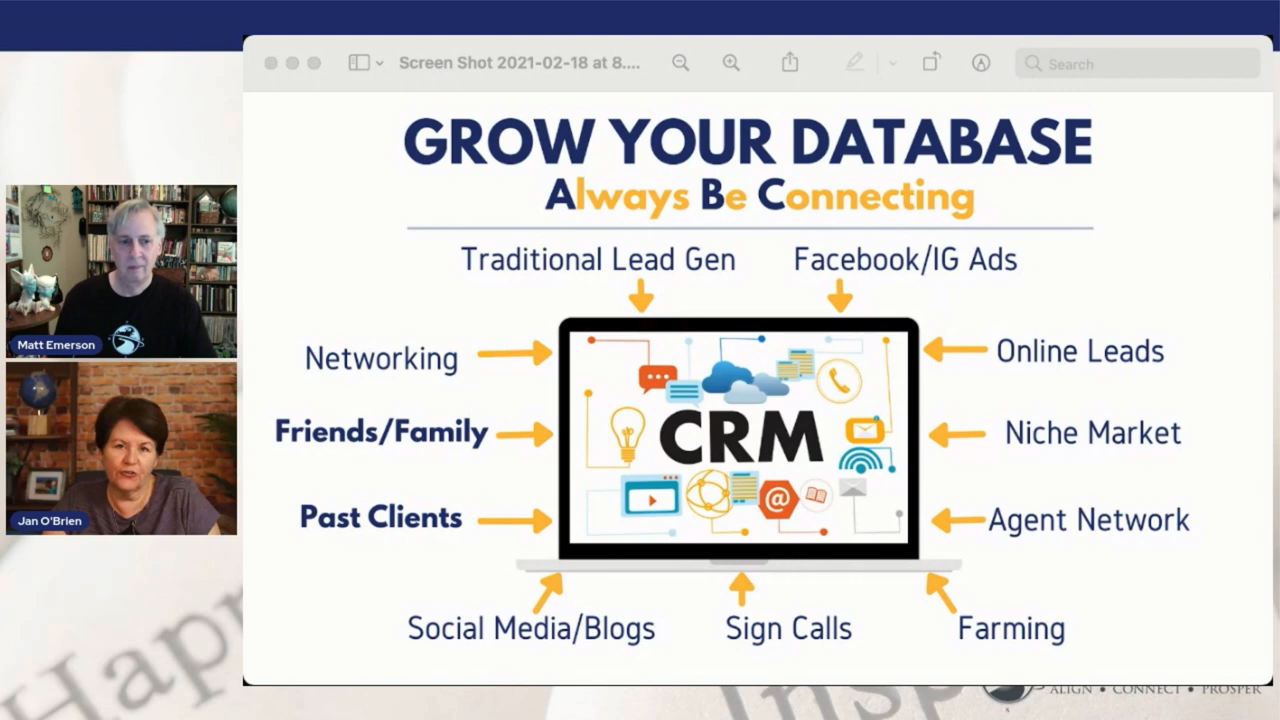 Screen Shot 2021-02-18 at 8....
Search
GROW YOUR DATABASE
Always Be Connecting
Traditional Lead Gen
Facebook/IG Ads
Networking
Online Leads
Friends/Family
CRM
Niche Market
@
Past Clients
Agent Network
Social Media/Blogs
Sign Calls
Farming
Matt Emerson
Jan O'Brien
ALIGN • CONNECT • PROSPER